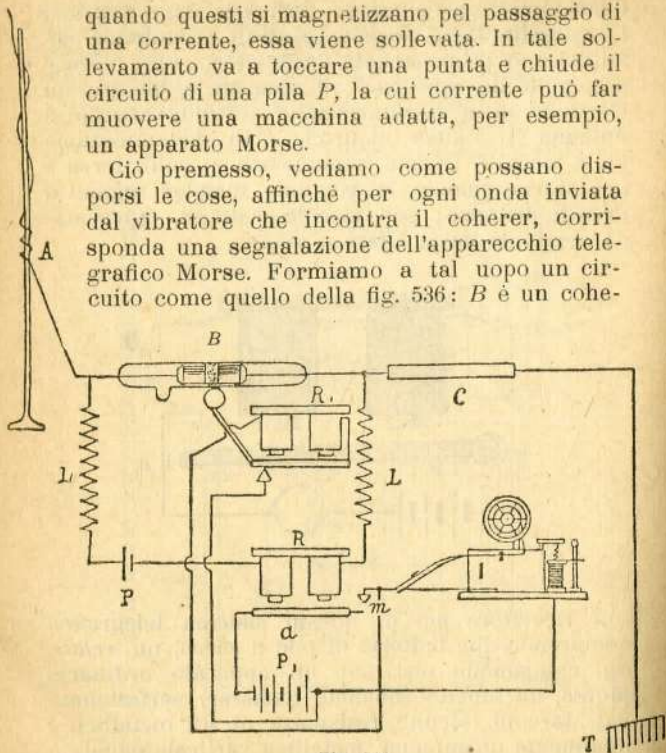 quando questi si magnetizzano pel passaggio di
una corrente, essa viene sollevata. In tale sol-
levamento va a toccare una punta e chiude il
circuito di una pila P, la cui corrente può far
muovere una macchina adatta, per esempio,
un apparato Morse.
Ciò premesso, vediamo come possano dis-
porsi le cose, affinchè per ogni onda inviata
dal vibratore che incontra il coherer, corri-
sponda una segnalazione dell'apparecchio tele-
grafico Morse. Formiamo a tal uopo un cir-
cuito come quello della fig. 536: B è un cohe-
A
B
R,
C
L
L
R
P
m
a
P,
T